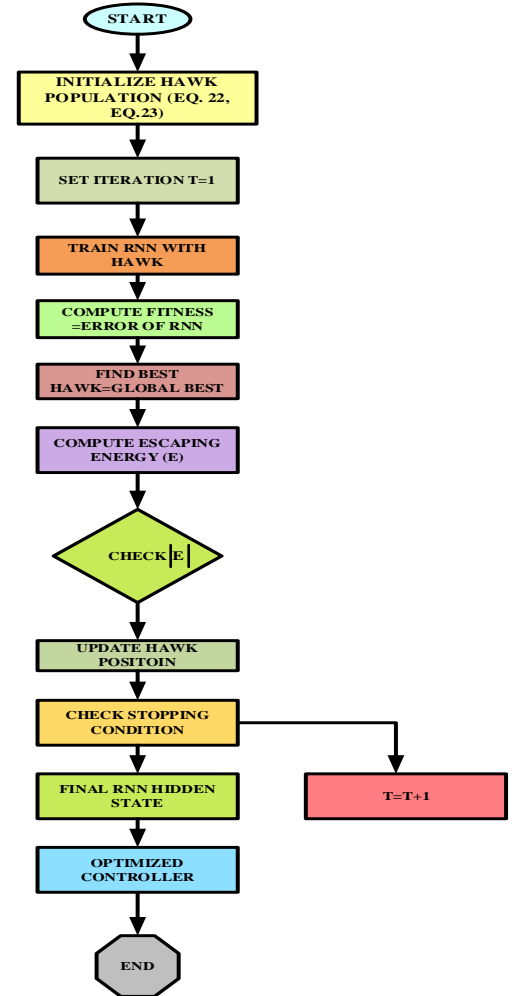 START
INITIALIZE HAWK
POPULATION (EQ. 22,
EQ.23)
SET ITERATION T=1
TRAIN RNN WITH
HAWK
COMPUTE FITNESS
=ERROR OF RNN
FIND BEST
HAWK=GLOBAL BEST
COMPUTE ESCAPING
ENERGY (E)
CHECK |E|
UPDATE HAWK
POSITOIN
CHECK STOPPING
CONDITION
FINAL RNN HIDDEN
STATE
T=T+1
OPTIMIZED
CONTROLLER
END